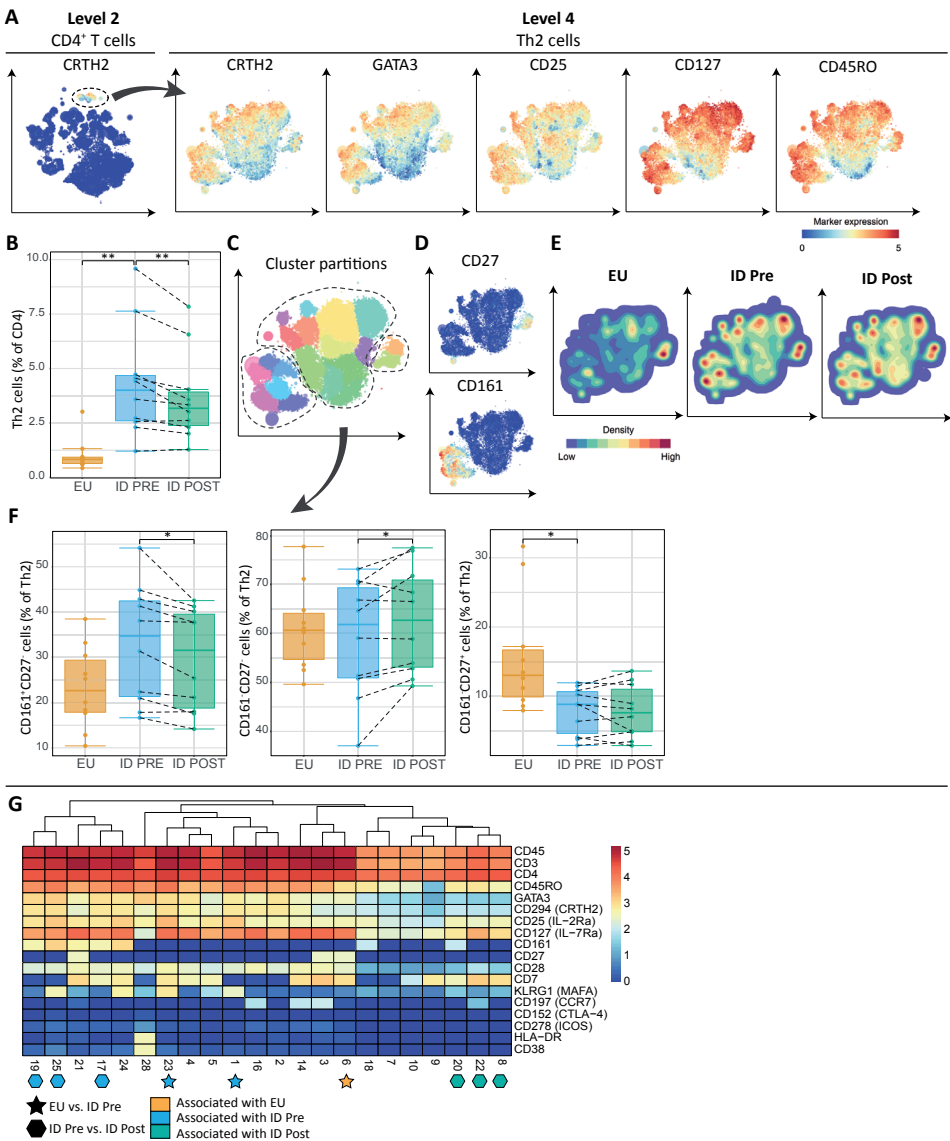 A
Level 2
CD4+ T cells
Level 4
Th2 cells
CRTH2
CRTH2
GATA3
CD25
CD127
CD45RO
Marker expression
0
5
B
Th2 cells (% of CD4)
10.0
7.5
5.0
2.5
0.0
**
**
EU
ID PRE
ID POST
C
Cluster partitions
D
CD27
CD161
E
EU
ID Pre
ID Post
Density
Low
High
F
CD161+CD27- cells (% of Th2)
50
40
30
20
10
*
EU
ID PRE
ID POST
CD161-CD27- cells (% of Th2)
80
70
60
50
40
*
EU
ID PRE
ID POST
CD161-CD27+ cells (% of Th2)
30
20
10
*
EU
ID PRE
ID POST
G
CD45
CD3
CD4
CD45RO
GATA3
CD294 (CRTH2)
CD25 (IL−2Ra)
CD127 (IL−7Ra)
CD161
CD27
CD28
CD7
KLRG1 (MAFA)
CD197 (CCR7)
CD152 (CTLA−4)
CD278 (ICOS)
HLA−DR
CD38
5
4
3
2
1
0
19 25 21 17 24 28 23 4 5 1 16 2 14 3 6 18 7 10 9 20 22 8
EU vs. ID Pre
ID Pre vs. ID Post
Associated with EU
Associated with ID Pre
Associated with ID Post